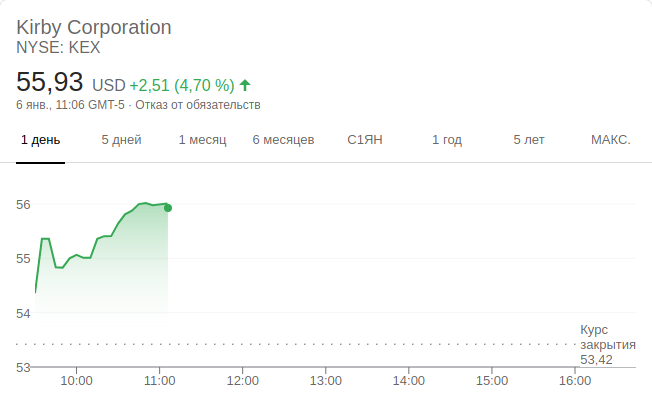 Kirby Corporation
NYSE: KEX
55,93 USD +2,51 (4,70 %)
6 янв., 11:06 GMT-5 · Отказ от обязательств
1 день 5 дней 1 месяц 6 месяцев С1ЯН 1 год 5 лет МАКС.
56
55
54
53
Курс
закрытия
53,42
10:00 11:00 12:00 13:00 14:00 15:00 16:00